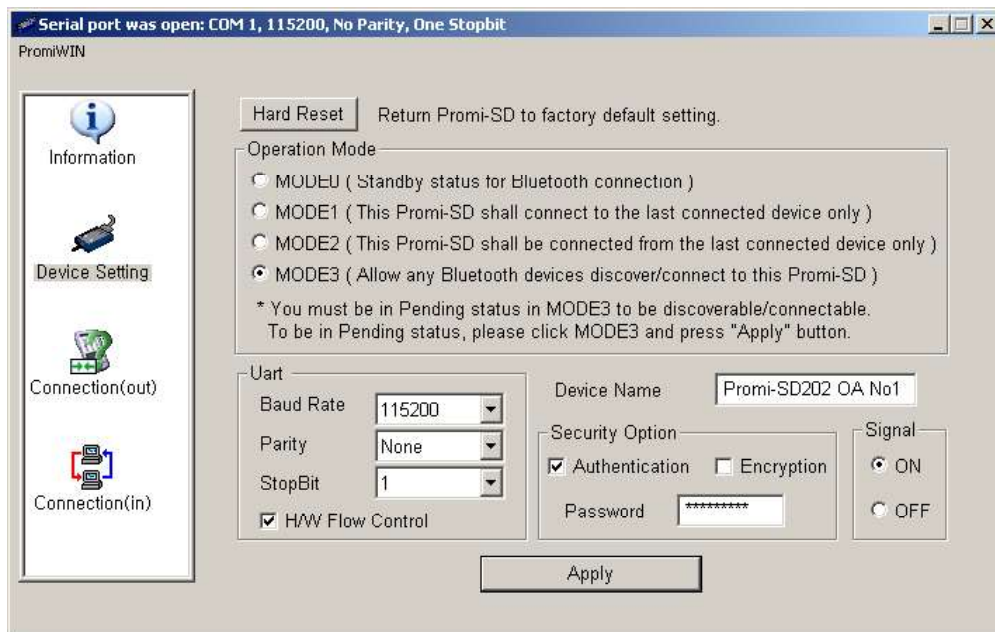 Serial port was open: COM 1, 115200, No Parity, One Stopbit
PromiWIN
Information
Device Setting
Connection(out)
Connection(in)
Hard Reset
Return Promi-SD to factory default setting.
Operation Mode
MODE0 ( Standby status for Bluetooth connection )
MODE1 ( This Promi-SD shall connect to the last connected device only )
MODE2 ( This Promi-SD shall be connected from the last connected device only )
MODE3 ( Allow any Bluetooth devices discover/connect to this Promi-SD )
* You must be in Pending status in MODE3 to be discoverable/connectable.
To be in Pending status, please click MODE3 and press "Apply" button.
Uart
Baud Rate 115200
Parity None
StopBit 1
H/W Flow Control
Device Name Promi-SD202 OA No1
Security Option
Authentication Encryption
Password *********
Signal
ON
OFF
Apply